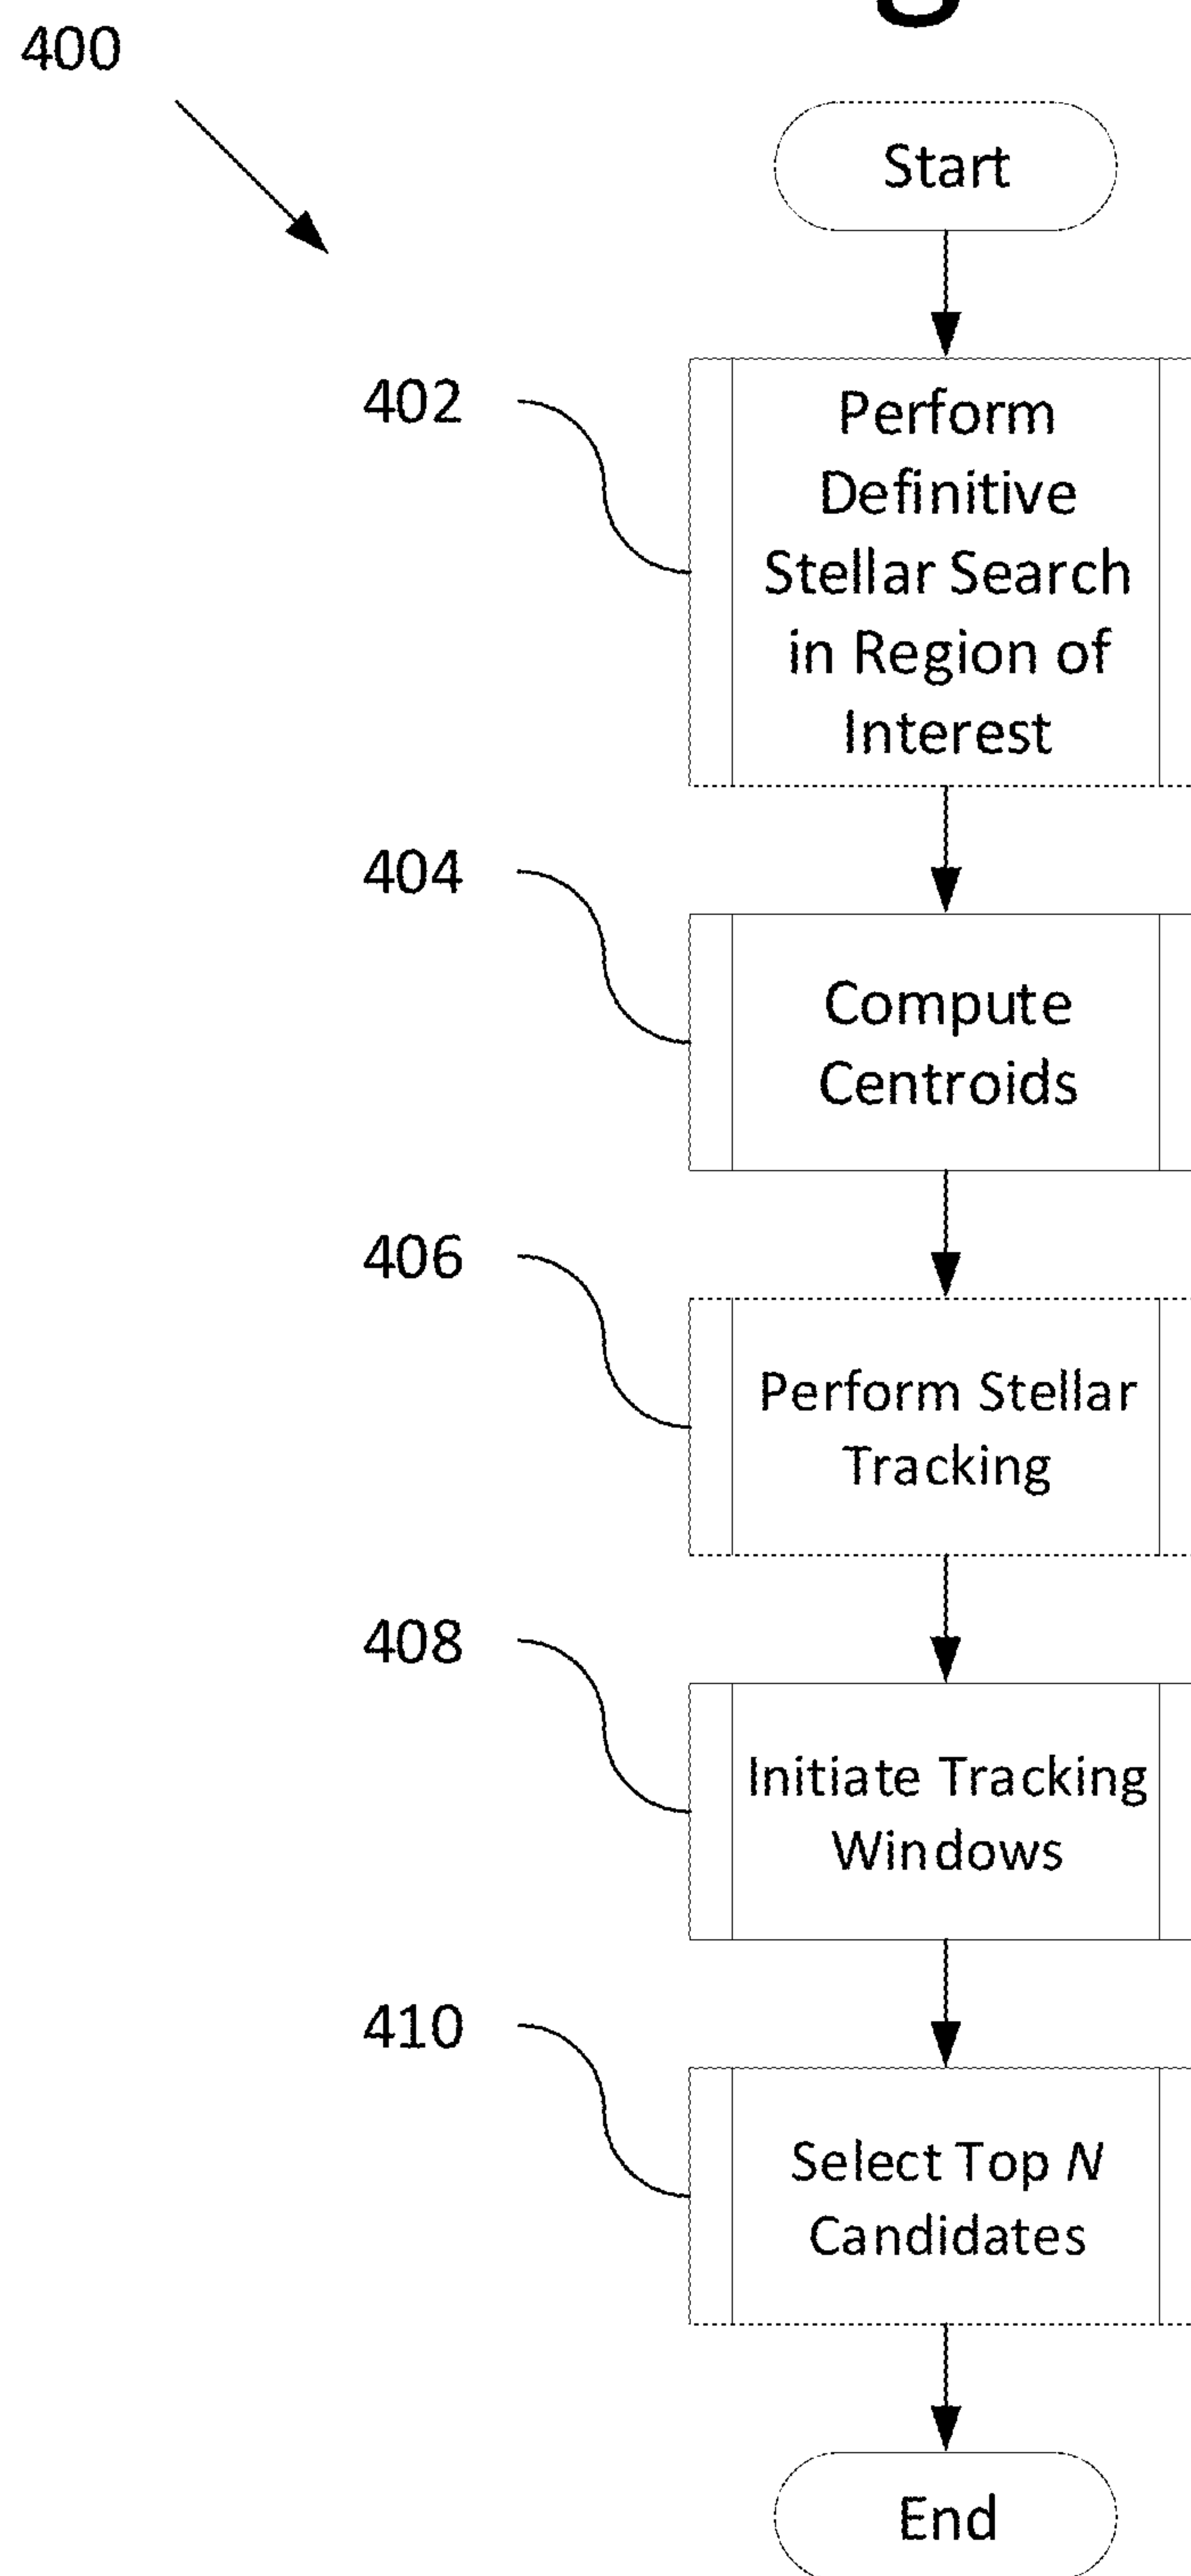 400
Start
402
Perform
Definitive
Stellar Search
in Region of
Interest
404
Compute
Centroids
406
Perform Stellar
Tracking
408
Initiate Tracking
Windows
410
Select Top N
Candidates
End